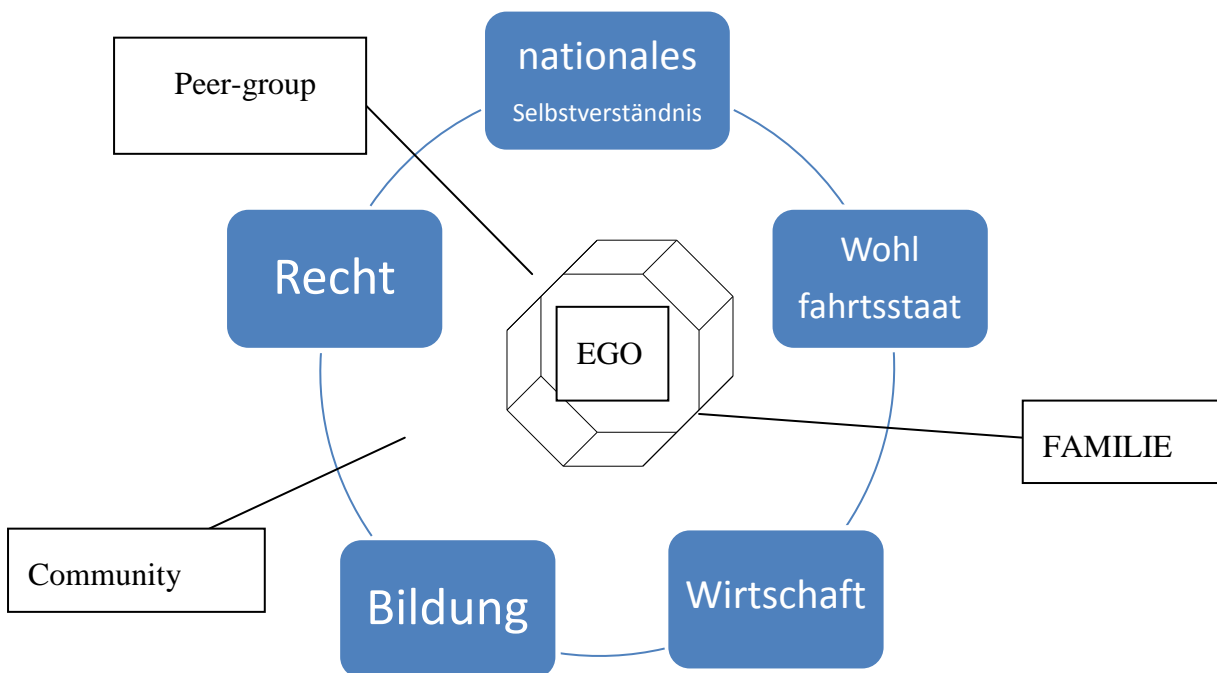 nationales
Selbstverständnis
Peer-group
Recht
Wohl
fahrtsstaat
EGO
FAMILIE
Community
Bildung
Wirtschaft